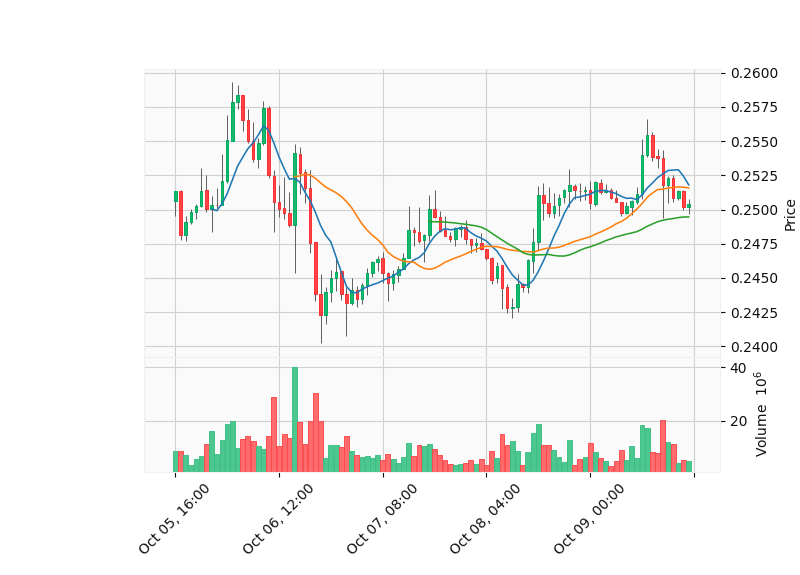 0.2600
0.2575
0.2550
0.2525
0.2500
0.2475
0.2450
0.2425
0.2400
Price
40
20
Volume 10^6
Oct 05, 16:00
Oct 06, 12:00
Oct 07, 08:00
Oct 08, 04:00
Oct 09, 00:00